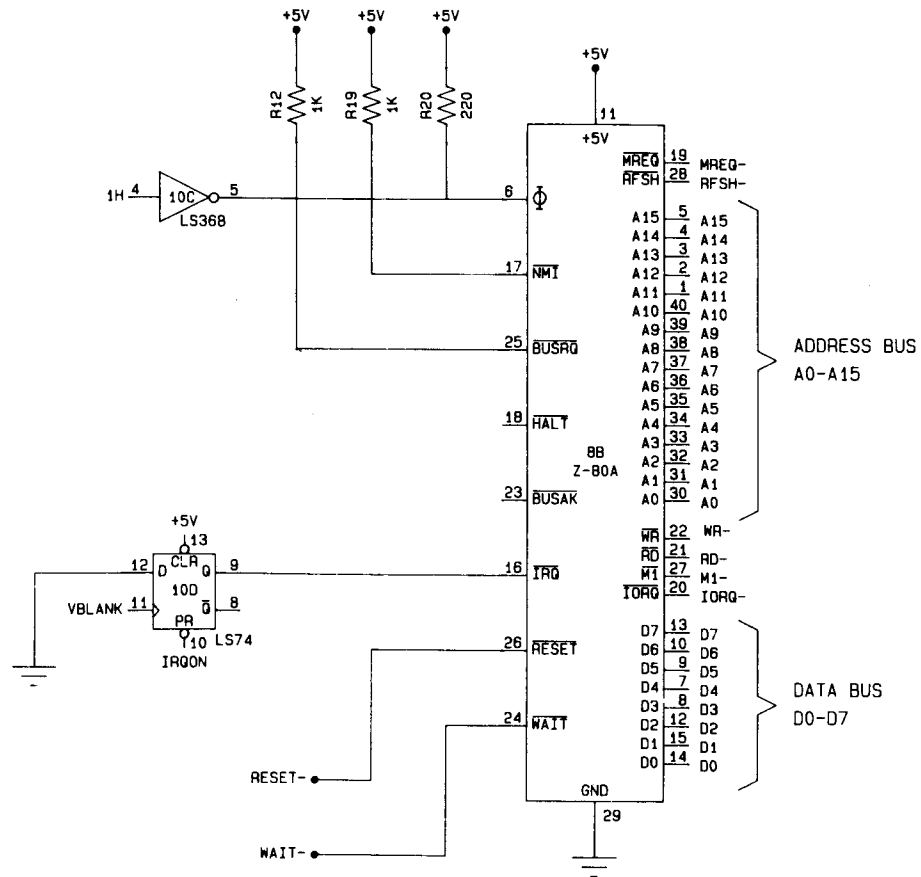 +5V
+5V
+5V
+5V
R12
1K
R19
1K
R20
220
11
+5V
MREQ 19 MREQ-
RFSH 28 RFSH-
1H 4
10C
5
LS368
6 Φ
A15 5 A15
A14 4 A14
A13 3 A13
A12 2 A12
A11 1 A11
A10 40 A10
A9 39 A9
A8 38 A8
A7 37 A7
A6 36 A6
A5 35 A5
A4 34 A4
A3 33 A3
A2 32 A2
A1 31 A1
A0 30 A0
ADDRESS BUS
A0-A15
17 NMI
25 BUSRQ
18 HALT
8B
Z-80A
23 BUSAK
WR 22 WR-
RD 21 RD-
M1 27 M1-
IORQ 20 IORQ-
+5V
13
CLR
12 D Q 9
10D
VBLANK 11
Q 8
PR
10
LS74
IRQON
16 IRQ
26 RESET
24 WAIT
D7 13 D7
D6 10 D6
D5 9 D5
D4 7 D4
D3 8 D3
D2 12 D2
D1 15 D1
D0 14 D0
DATA BUS
D0-D7
RESET-
WAIT-
GND
29